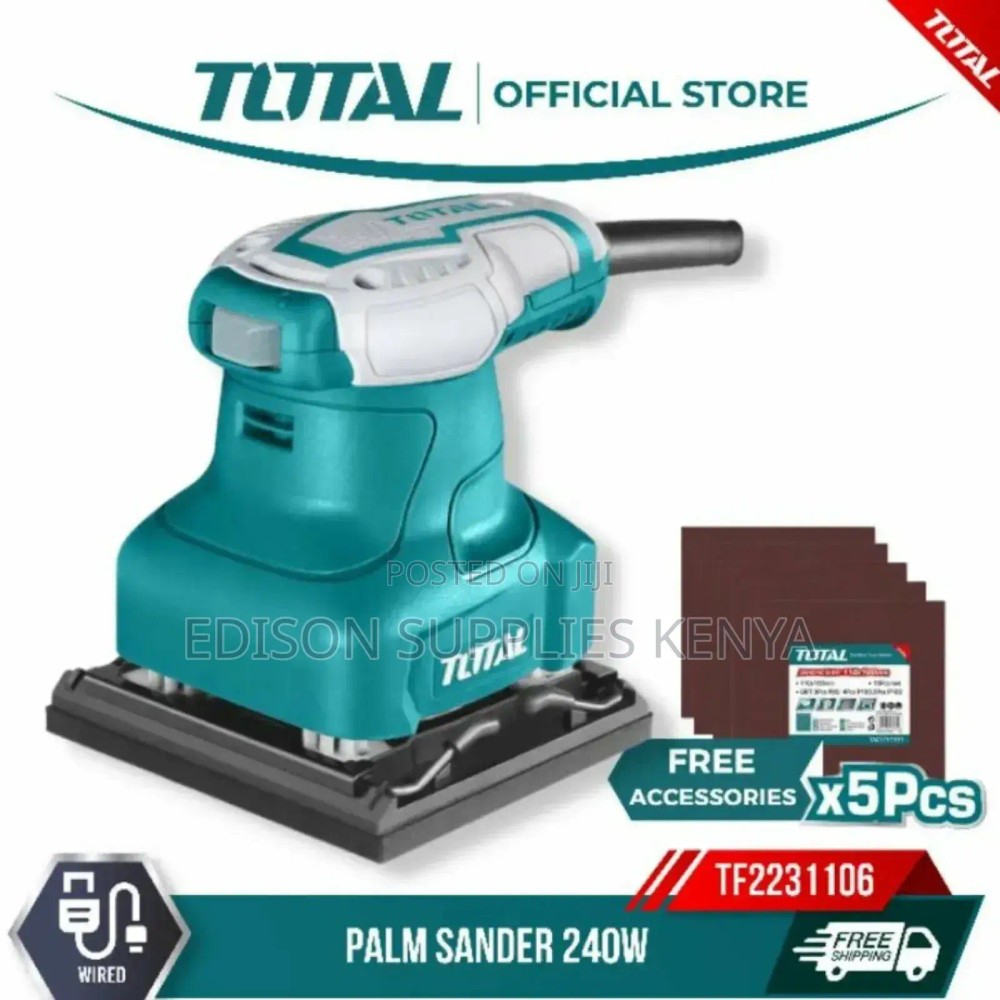 TOTAL
TOTAL OFFICIAL STORE
TOTAL
POSTED ON JIJI
EDISON SUPPLIES KENYA
TOTAL
TOTAL
FREE
ACCESSORIES
x5Pcs
TF2231106
WIRED
PALM SANDER 240W
FREE
SHIPPING